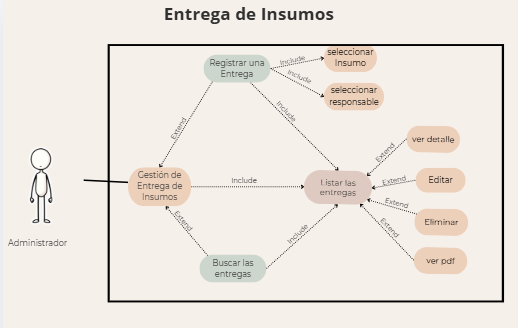 Entrega de Insumos
Registrar una
Entrega
Include
seleccionar
Insumo
Include
seleccionar
responsable
Extend
Include
ver detalle
Extend
Gestión de
Entrega de
Insumos
Include
Listar las
entregas
Extend
Editar
Extend
Eliminar
Extend
Extend
Include
Buscar las
entregas
ver pdf
Administrador